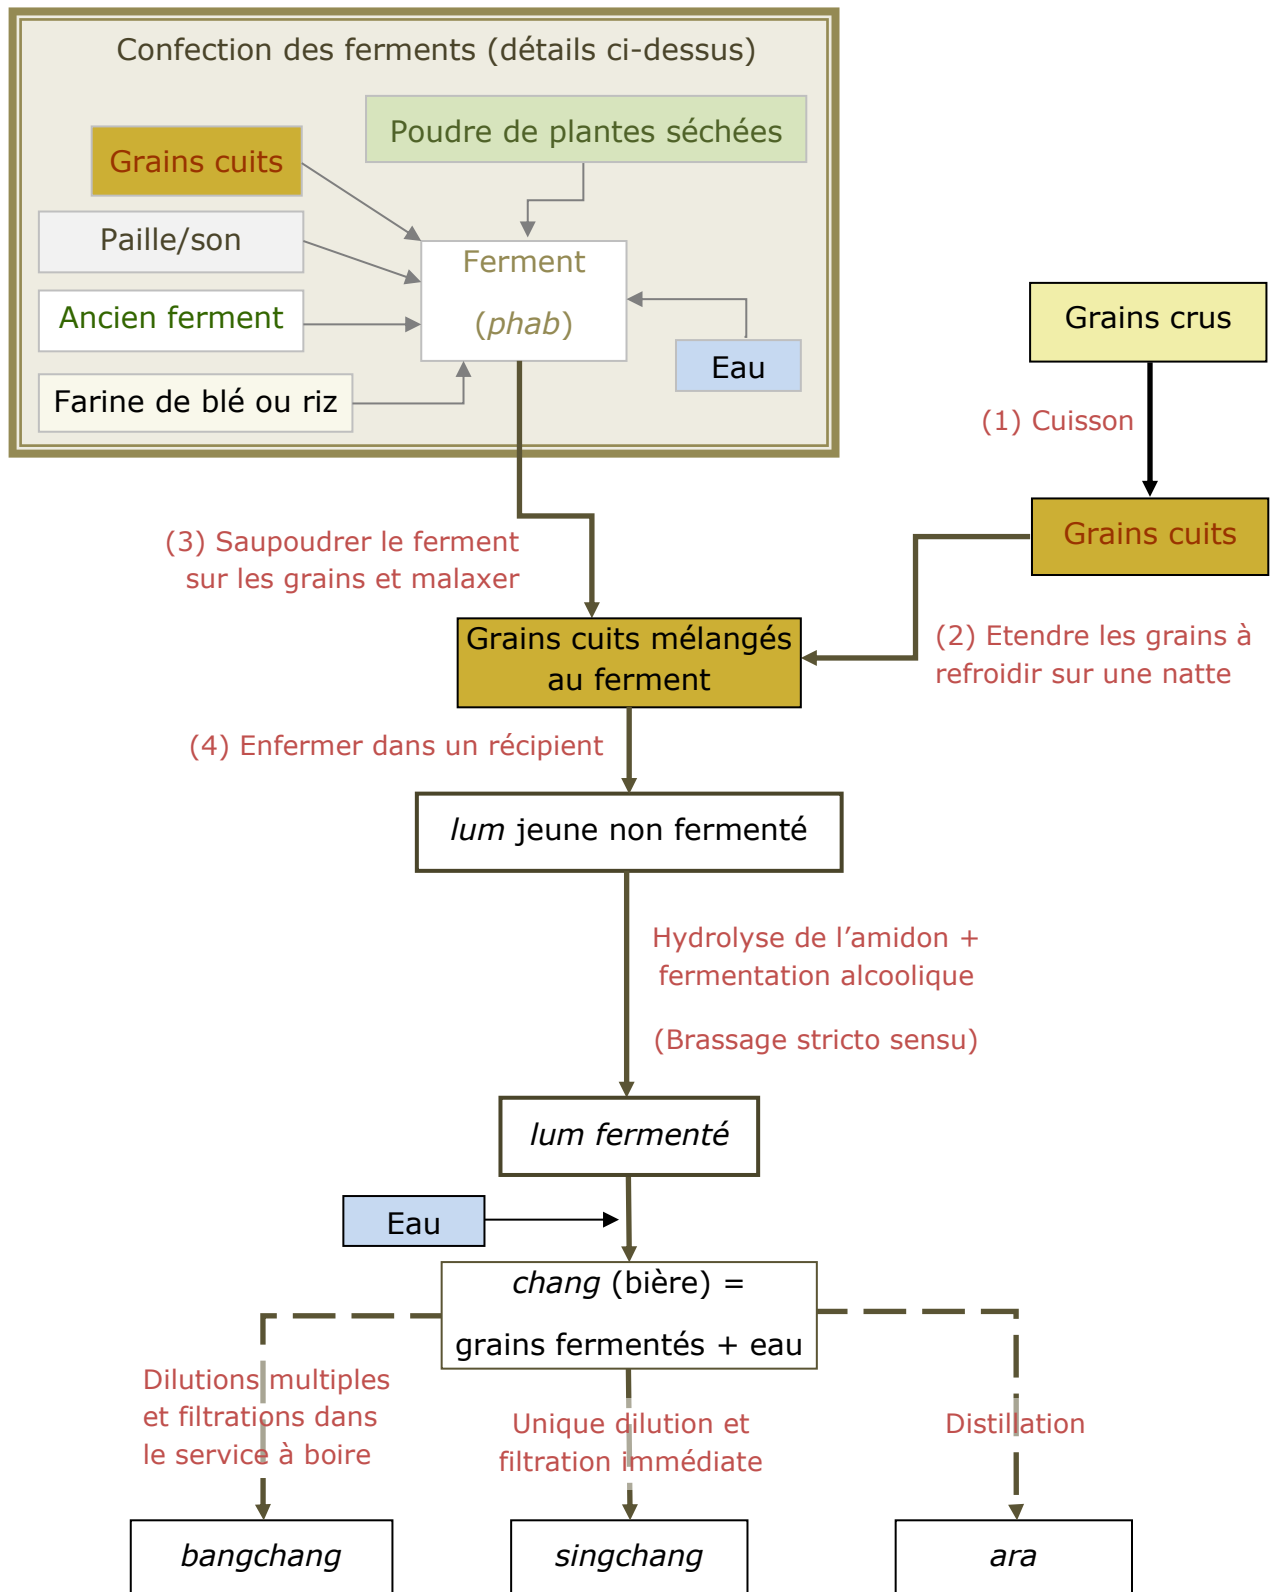 Confection des ferments (détails ci-dessus)
Poudre de plantes séchées
Grains cuits
Paille/son
Ferment
(phab)
Ancien ferment
Eau
Farine de blé ou riz
Grains crus
(1) Cuisson
Grains cuits
(3) Saupoudrer le ferment
sur les grains et malaxer
(2) Etendre les grains à
refroidir sur une natte
Grains cuits mélangés
au ferment
(4) Enfermer dans un récipient
lum jeune non fermenté
Hydrolyse de l’amidon +
fermentation alcoolique
(Brassage stricto sensu)
lum fermenté
Eau
chang (bière) =
grains fermentés + eau
Dilutions multiples
et filtrations dans
le service à boire
Unique dilution et
filtration immédiate
Distillation
bangchang
singchang
ara